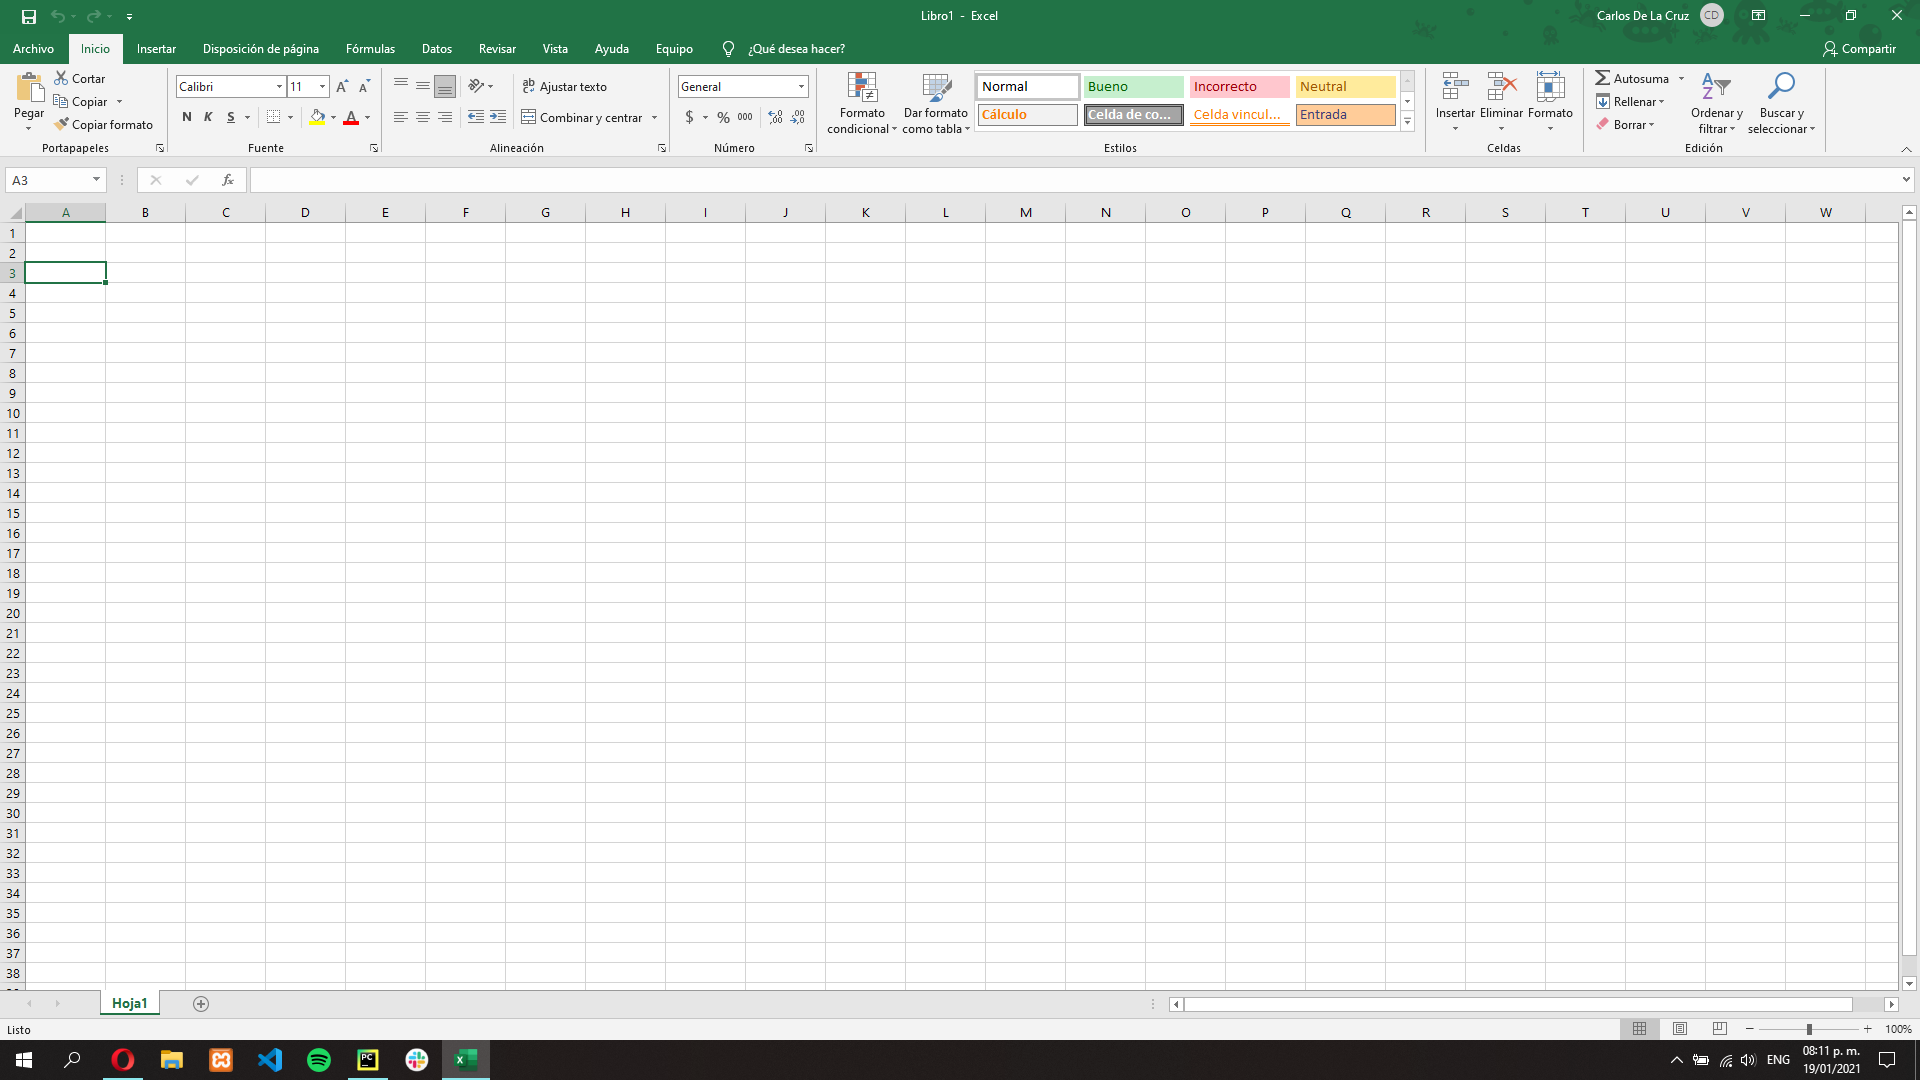 Libro1 - Excel
Carlos De La Cruz CD
Archivo Inicio Insertar Disposición de página Fórmulas Datos Revisar Vista Ayuda Equipo ¿Qué desea hacer? Compartir
Pegar
Cortar
Copiar
Copiar formato
Portapapeles
Calibri 11
N K S
Fuente
Ajustar texto
Combinar y centrar
Alineación
General
$ % 000
Número
Formato condicional
Dar formato como tabla
Normal Bueno Incorrecto Neutral
Cálculo Celda de co... Celda vincul... Entrada
Estilos
Insertar Eliminar Formato
Celdas
Autosuma
Rellenar
Borrar
Ordenar y filtrar
Buscar y seleccionar
Edición
A3
fx
A B C D E F G H I J K L M N O P Q R S T U V W
1
2
3
4
5
6
7
8
9
10
11
12
13
14
15
16
17
18
19
20
21
22
23
24
25
26
27
28
29
30
31
32
33
34
35
36
37
38
Hoja1
Listo
100%
PC
ENG
08:11 p. m.
19/01/2021